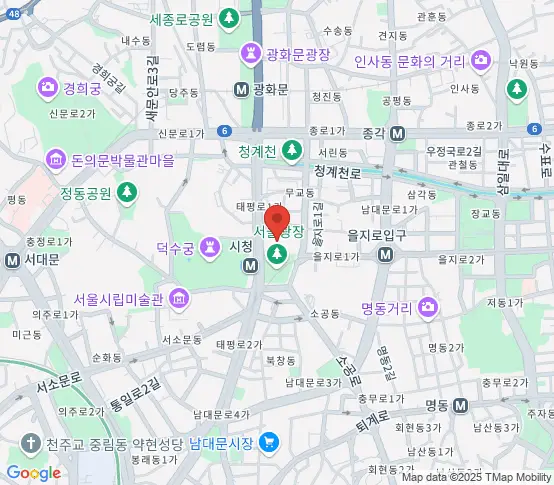 48
세종로공원
수송동
관훈동
내수동
도렴동
견지동
광화문광장
인사동 문화의 거리
낙원동
경희궁길
새문안로3길
경희궁
당주동
광화문
청진동
인사동
공평동
신문로2가
신문로1가
6
종로1가
종각
6
종로2가
수표로
돈의문박물관마을
청계천
서린동
우정국로2길
관철동
삼일대로
청계천로
정동공원
무교동
삼각동
평동
태평로1가
을지로1길
남대문로1가
장교동
충정로1가
덕수궁
시청
서울광장
을지로입구
서대문
을지로1가
을지로2가
서울시립미술관
명동거리
저동1가
의주로1가
미근동
서소문동
소공동
순화동
태평로2가
명동2길
명동2가
북창동
소공로
서소문로
통일로2길
남대문로3가
충무로1가
충무로2가
의주로2가
남대문로4가
퇴계로
명동
주자동
천주교 중림동 약현성당
남대문시장
회현동3가
남산동1가
봉래동1가
회현동2가
남산동3가
회현동1가
남산동2가
예장동
Google
Map data ©2025 TMap Mobility